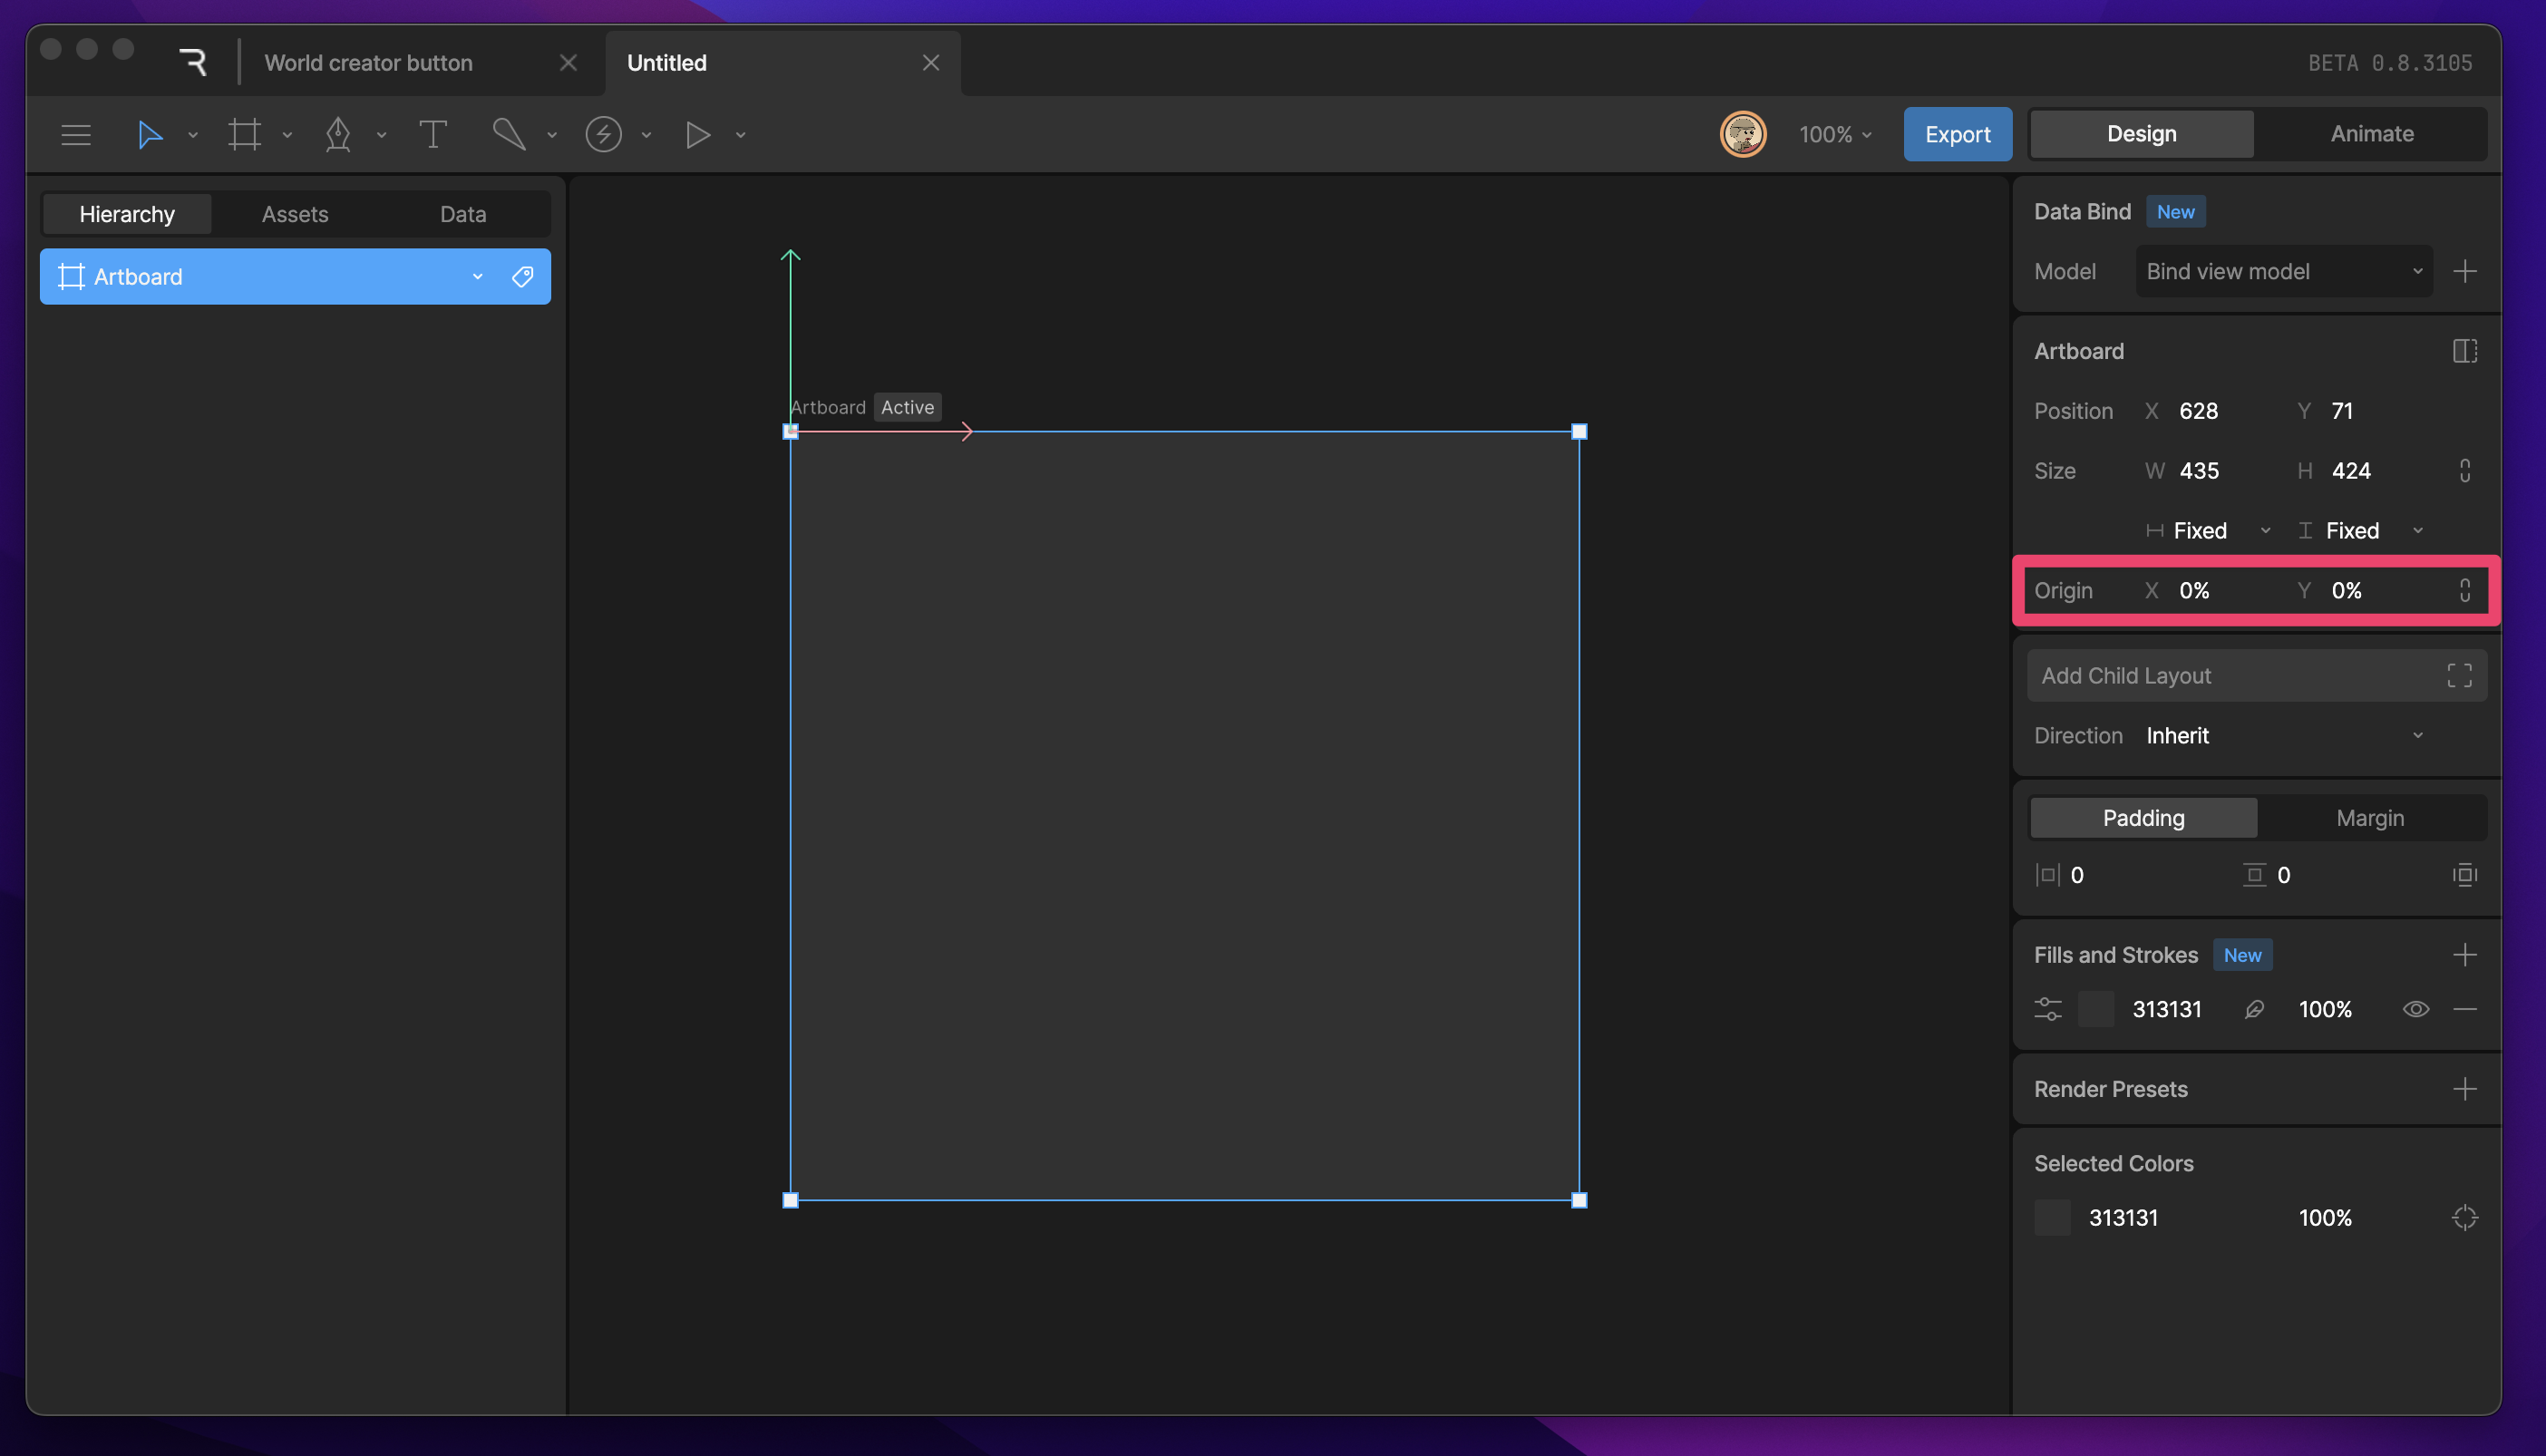 World creator button
Untitled
BETA 0.8.3105
100%
Export
Design
Animate
Hierarchy
Assets
Data
Artboard
Artboard Active
Data Bind New
Model Bind view model
Artboard
Position X 628 Y 71
Size W 435 H 424
Fixed Fixed
Origin X 0% Y 0%
Add Child Layout
Direction Inherit
Padding Margin
0 0
Fills and Strokes New
313131 100%
Render Presets
Selected Colors
313131 100%